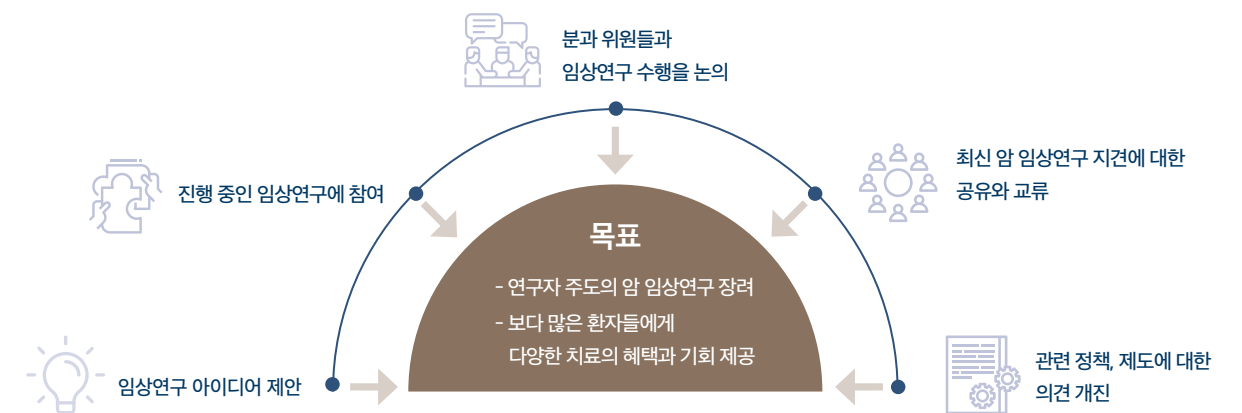 분과 위원들과
임상연구 수행을 논의
진행 중인 임상연구에 참여
최신 암 임상연구 지견에 대한
공유와 교류
목표
- 연구자 주도의 암 임상연구 장려
- 보다 많은 환자들에게
다양한 치료의 혜택과 기회 제공
임상연구 아이디어 제안
관련 정책, 제도에 대한
의견 개진